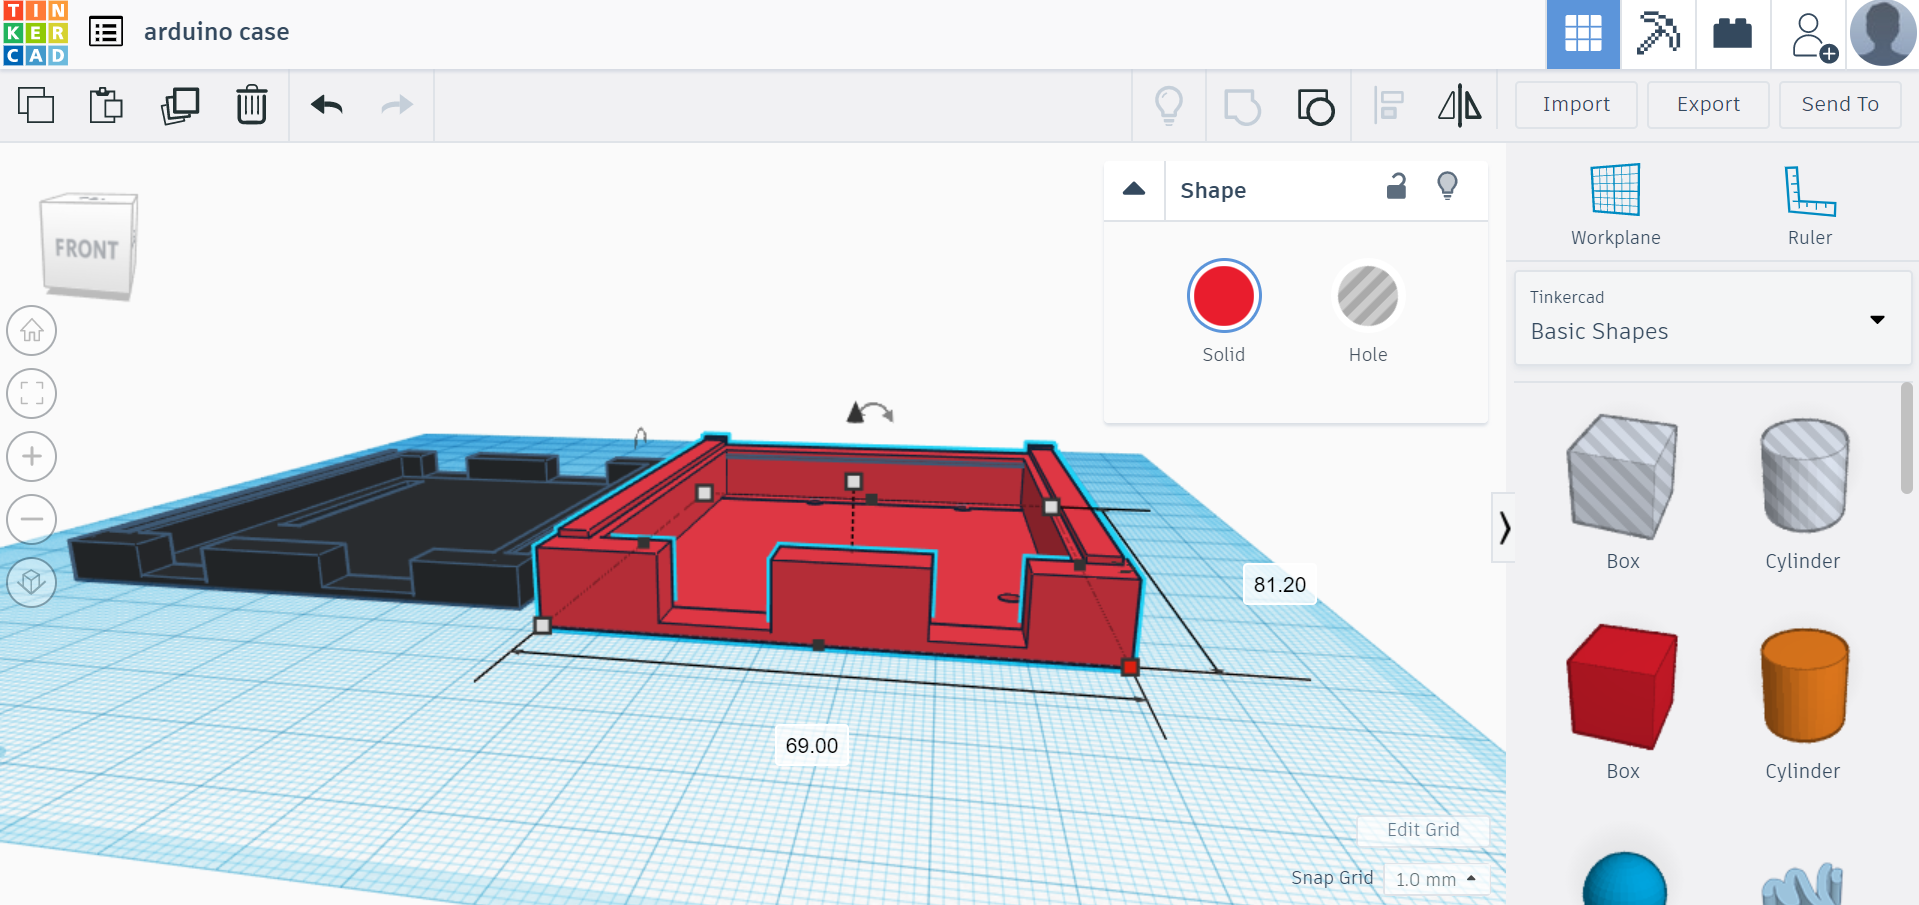 TIN
KER
CAD
arduino case
Import
Export
Send To
FRONT
Shape
Solid
Hole
Workplane
Ruler
Tinkercad
Basic Shapes
Box
Cylinder
Box
Cylinder
81.20
69.00
Edit Grid
Snap Grid
1.0 mm